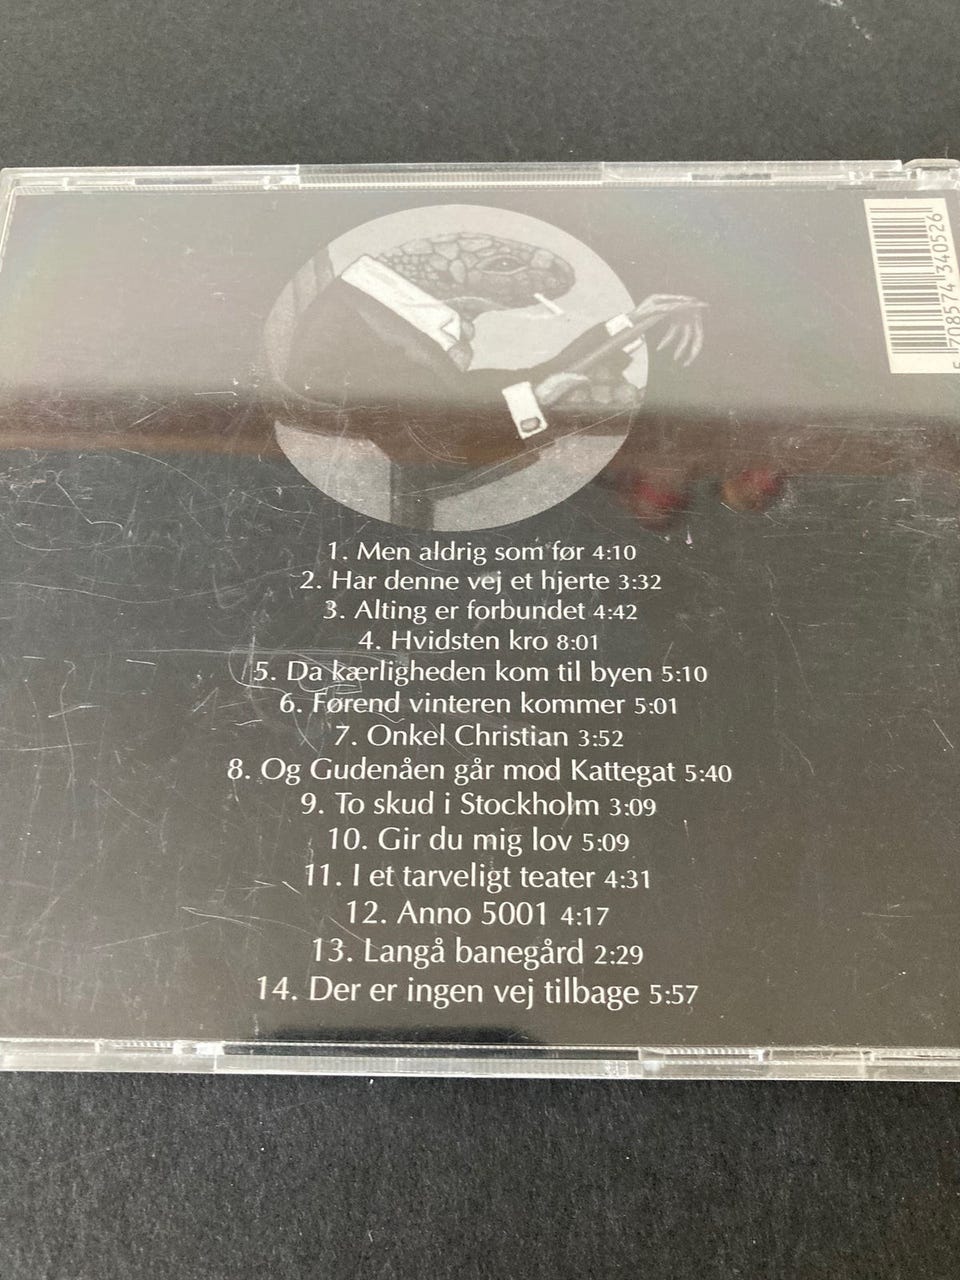 5 708574 340526
1. Men aldrig som før 4:10
2. Har denne vej et hjerte 3:32
3. Alting er forbundet 4:42
4. Hvidsten kro 8:01
5. Da kærligheden kom til byen 5:10
6. Førend vinteren kommer 5:01
7. Onkel Christian 3:52
8. Og Gudenåen går mod Kattegat 5:40
9. To skud i Stockholm 3:09
10. Gir du mig lov 5:09
11. I et tarveligt teater 4:31
12. Anno 5001 4:17
13. Langå banegård 2:29
14. Der er ingen vej tilbage 5:57